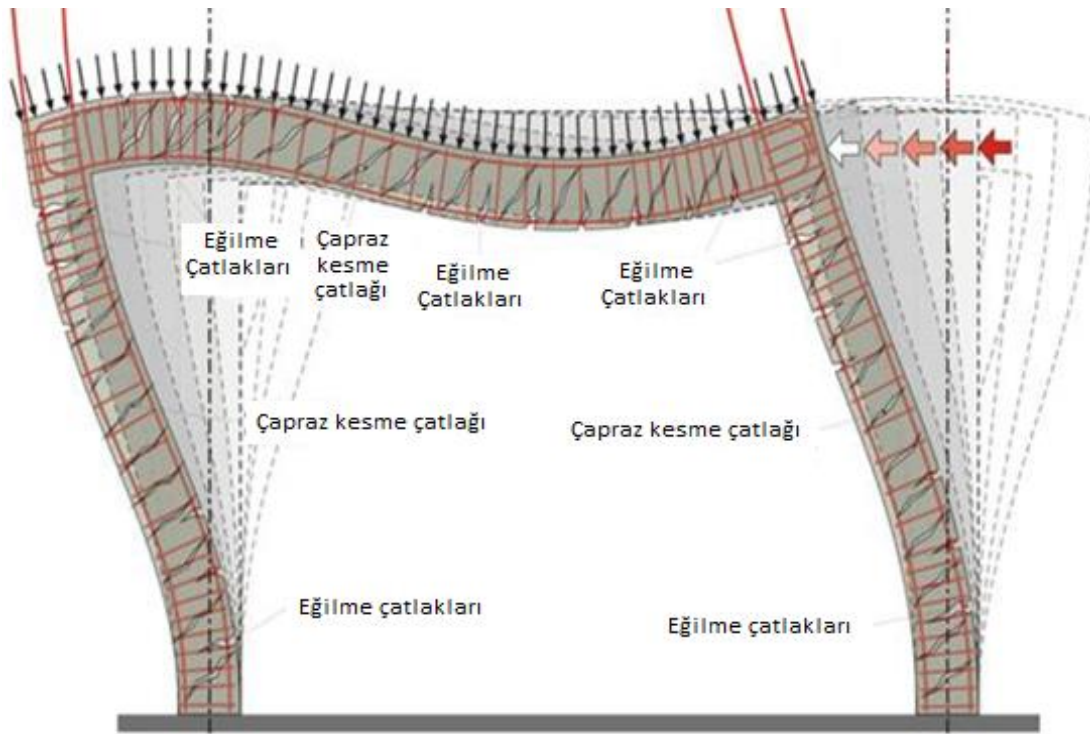 Eğilme
Çatlakları
Çapraz
kesme
çatlağı
Eğilme
Çatlakları
Eğilme
Çatlakları
Çapraz kesme çatlağı
Çapraz kesme çatlağı
Eğilme çatlakları
Eğilme çatlakları